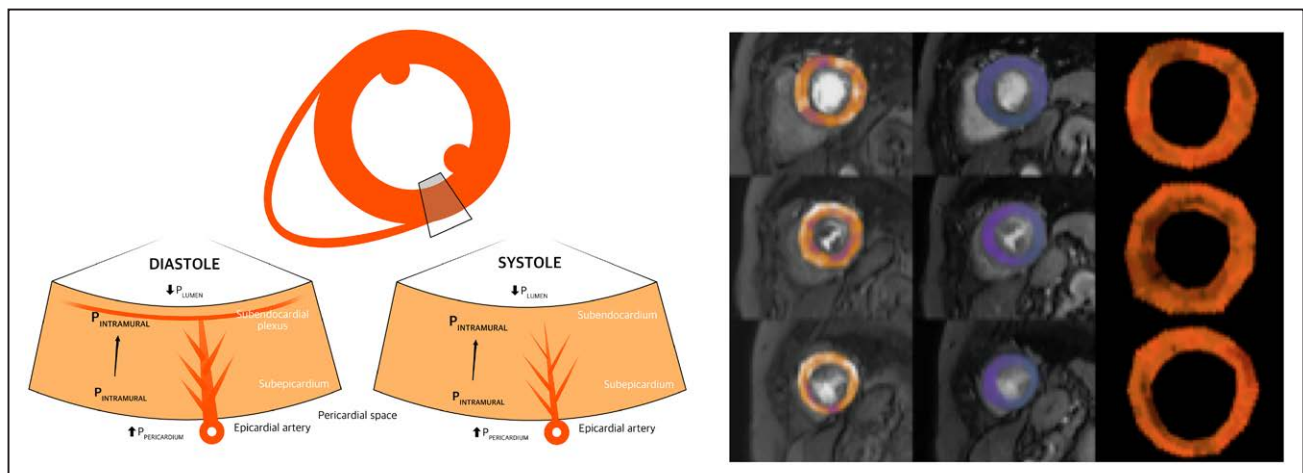 DIASTOLE
P LUMEN
P INTRAMURAL
Subendocardial
plexus
P INTRAMURAL
Subepicardium
Pericardial space
P PERICARDIUM
Epicardial artery
SYSTOLE
P LUMEN
P INTRAMURAL
Subendocardium
P INTRAMURAL
Subepicardium
P PERICARDIUM
Epicardial artery